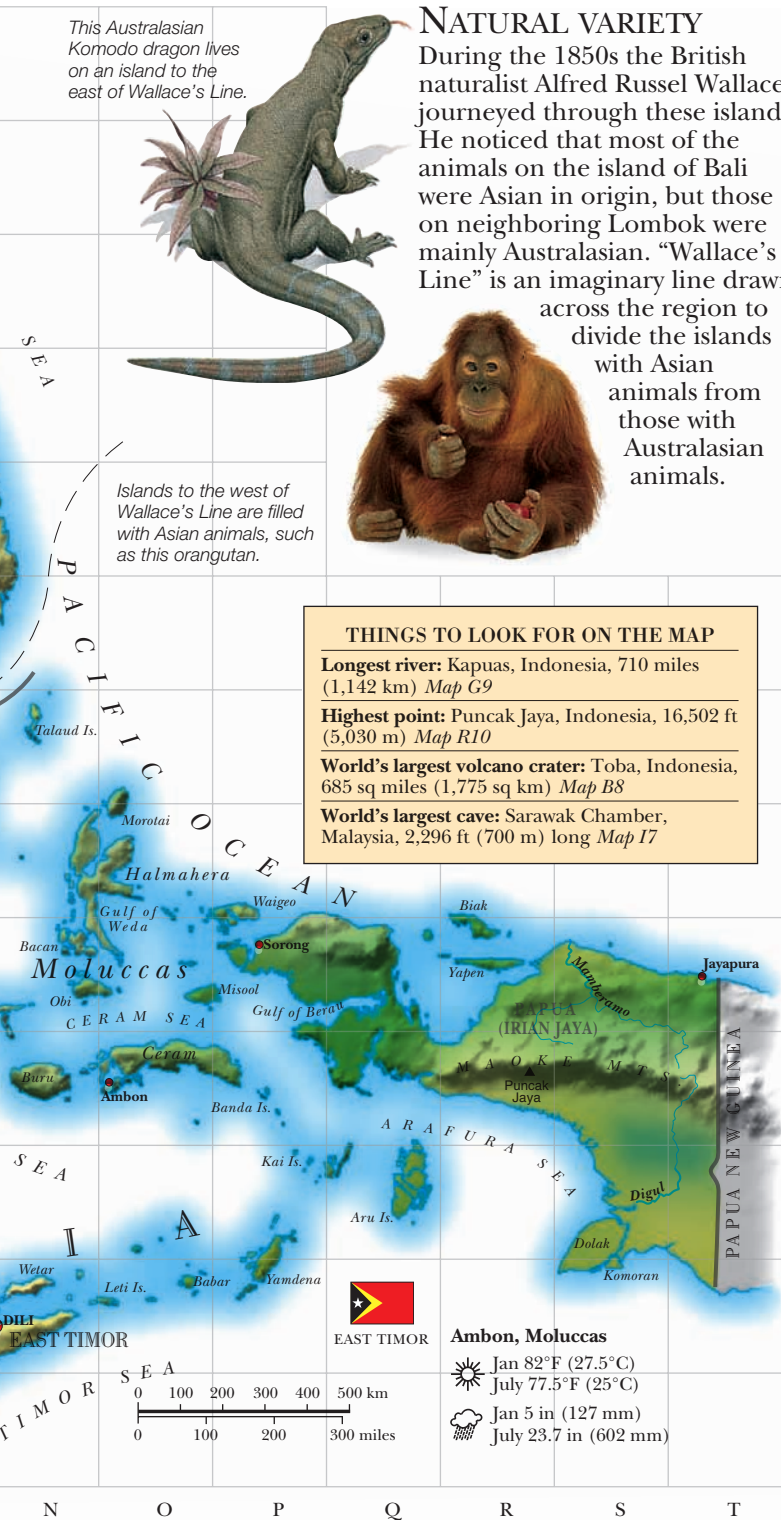 This Australasian
Komodo dragon lives
on an island to the
east of Wallace's Line.
NATURAL VARIETY
During the 1850s the British
naturalist Alfred Russel Wallace
journeyed through these island
He noticed that most of the
animals on the island of Bali
were Asian in origin, but those
on neighboring Lombok were
mainly Australasian. “Wallace's
Line” is an imaginary line draw
across the region to
divide the islands
with Asian
animals from
those with
Australasian
animals.
SEA
Islands to the west of
Wallace's Line are filled
with Asian animals, such
as this orangutan.
PACIFIC OCEAN
THINGS TO LOOK FOR ON THE MAP
Longest river: Kapuas, Indonesia, 710 miles
(1,142 km) Map G9
Highest point: Puncak Jaya, Indonesia, 16,502 ft
(5,030 m) Map R10
World's largest volcano crater: Toba, Indonesia,
685 sq miles (1,775 sq km) Map B8
World's largest cave: Sarawak Chamber,
Malaysia, 2,296 ft (700 m) long Map I7
Talaud Is.
Morotai
Halmahera
Gulf of
Weda
Waigeo
Biak
Bacan
Sorong
Moluccas
Yapen
Mamberamo
Jayapura
Obi
Misool
Gulf of Berau
CERAM SEA
PAPUA
(IRIAN JAYA)
Ceram
MAOKE MTS.
Buru
Puncak
Jaya
Ambon
Banda Is.
PAPUA NEW GUINEA
ARAFURA SEA
SEA
Kai Is.
Digul
Aru Is.
I A
Dolak
Wetar
Leti Is.
Babar
Yamdena
Komoran
DILI
EAST TIMOR
EAST TIMOR
TIMOR SEA
Ambon, Moluccas
Jan 82°F (27.5°C)
July 77.5°F (25°C)
Jan 5 in (127 mm)
July 23.7 in (602 mm)
0 100 200 300 400 500 km
0 100 200 300 miles
N O P Q R S T